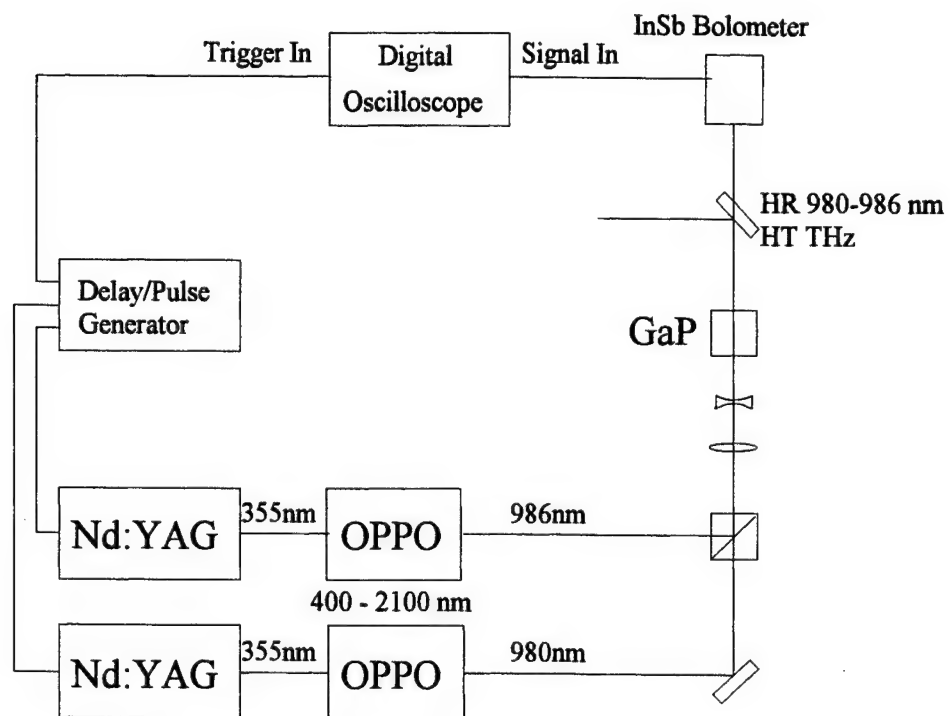 InSb Bolometer
Trigger In
Digital
Oscilloscope
Signal In
HR 980-986 nm
HT THz
Delay/Pulse
Generator
GaP
Nd:YAG
355nm
OPPO
986nm
400 - 2100 nm
Nd:YAG
355nm
OPPO
980nm